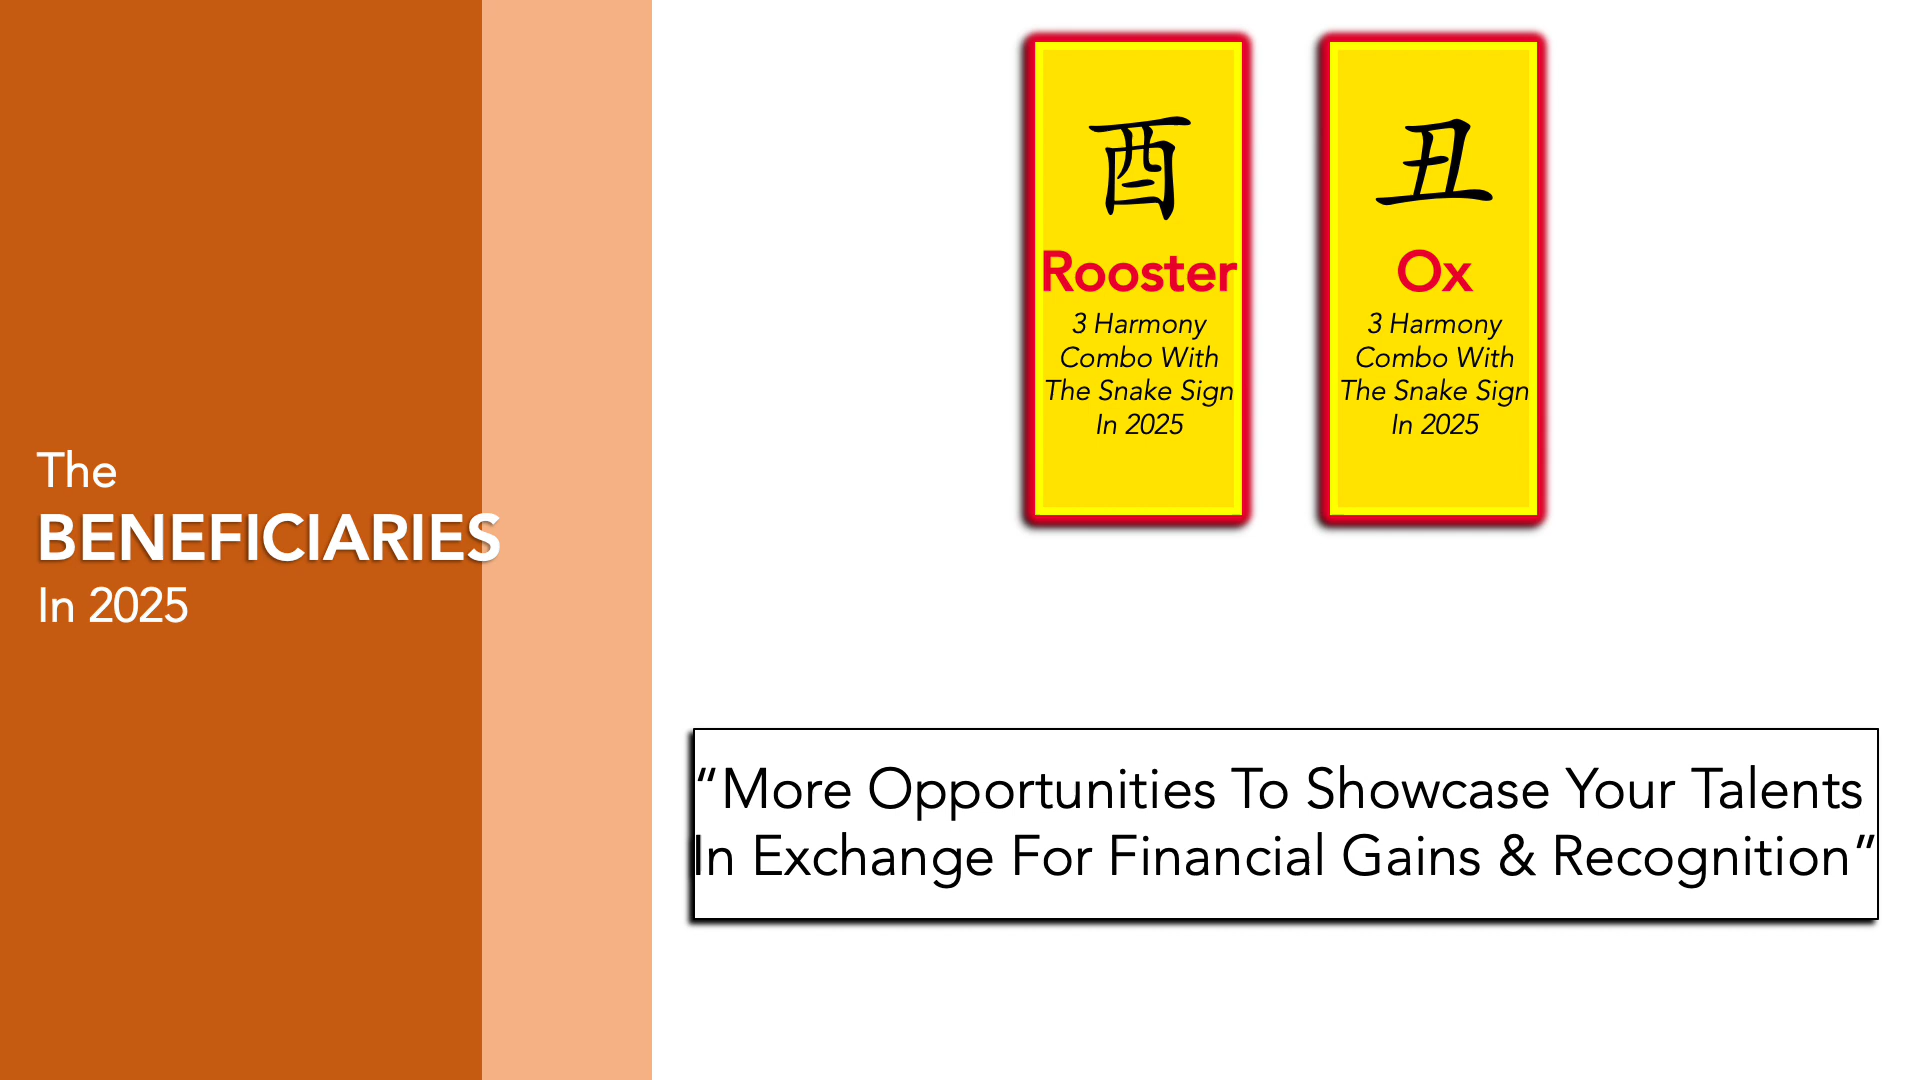 The
BENEFICIARIES
In 2025
酉
Rooster
3 Harmony
Combo With
The Snake Sign
In 2025
丑
Ox
3 Harmony
Combo With
The Snake Sign
In 2025
“More Opportunities To Showcase Your Talents
In Exchange For Financial Gains & Recognition”